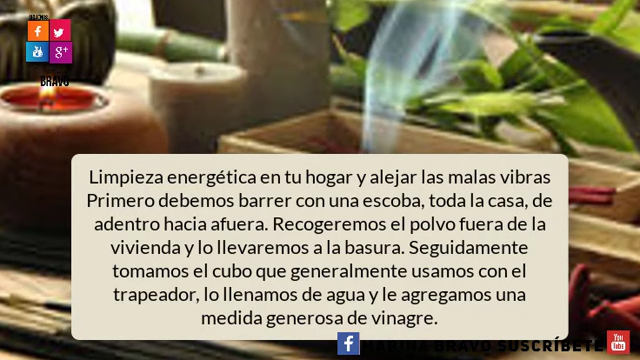 BRAVO
Limpieza energética en tu hogar y alejar las malas vibras
Primero debemos barrer con una escoba, toda la casa, de
adentro hacia afuera. Recogeremos el polvo fuera de la
vivienda y lo llevaremos a la basura. Seguidamente
tomamos el cubo que generalmente usamos con el
trapeador, lo llenamos de agua y le agregamos una
medida generosa de vinagre.
MARINA BRAVO SUSCRÍBETE